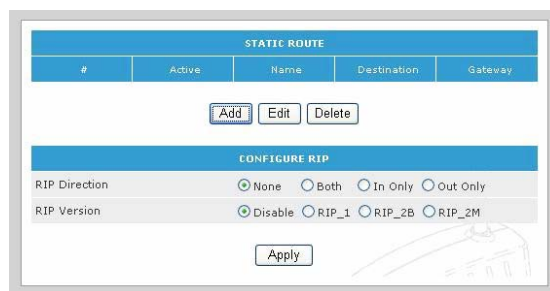 STATIC ROUTE
# Active Name Destination Gateway
Add Edit Delete
CONFIGURE RIP
RIP Direction None Both In Only Out Only
RIP Version Disable RIP_1 RIP_2B RIP_2M
Apply